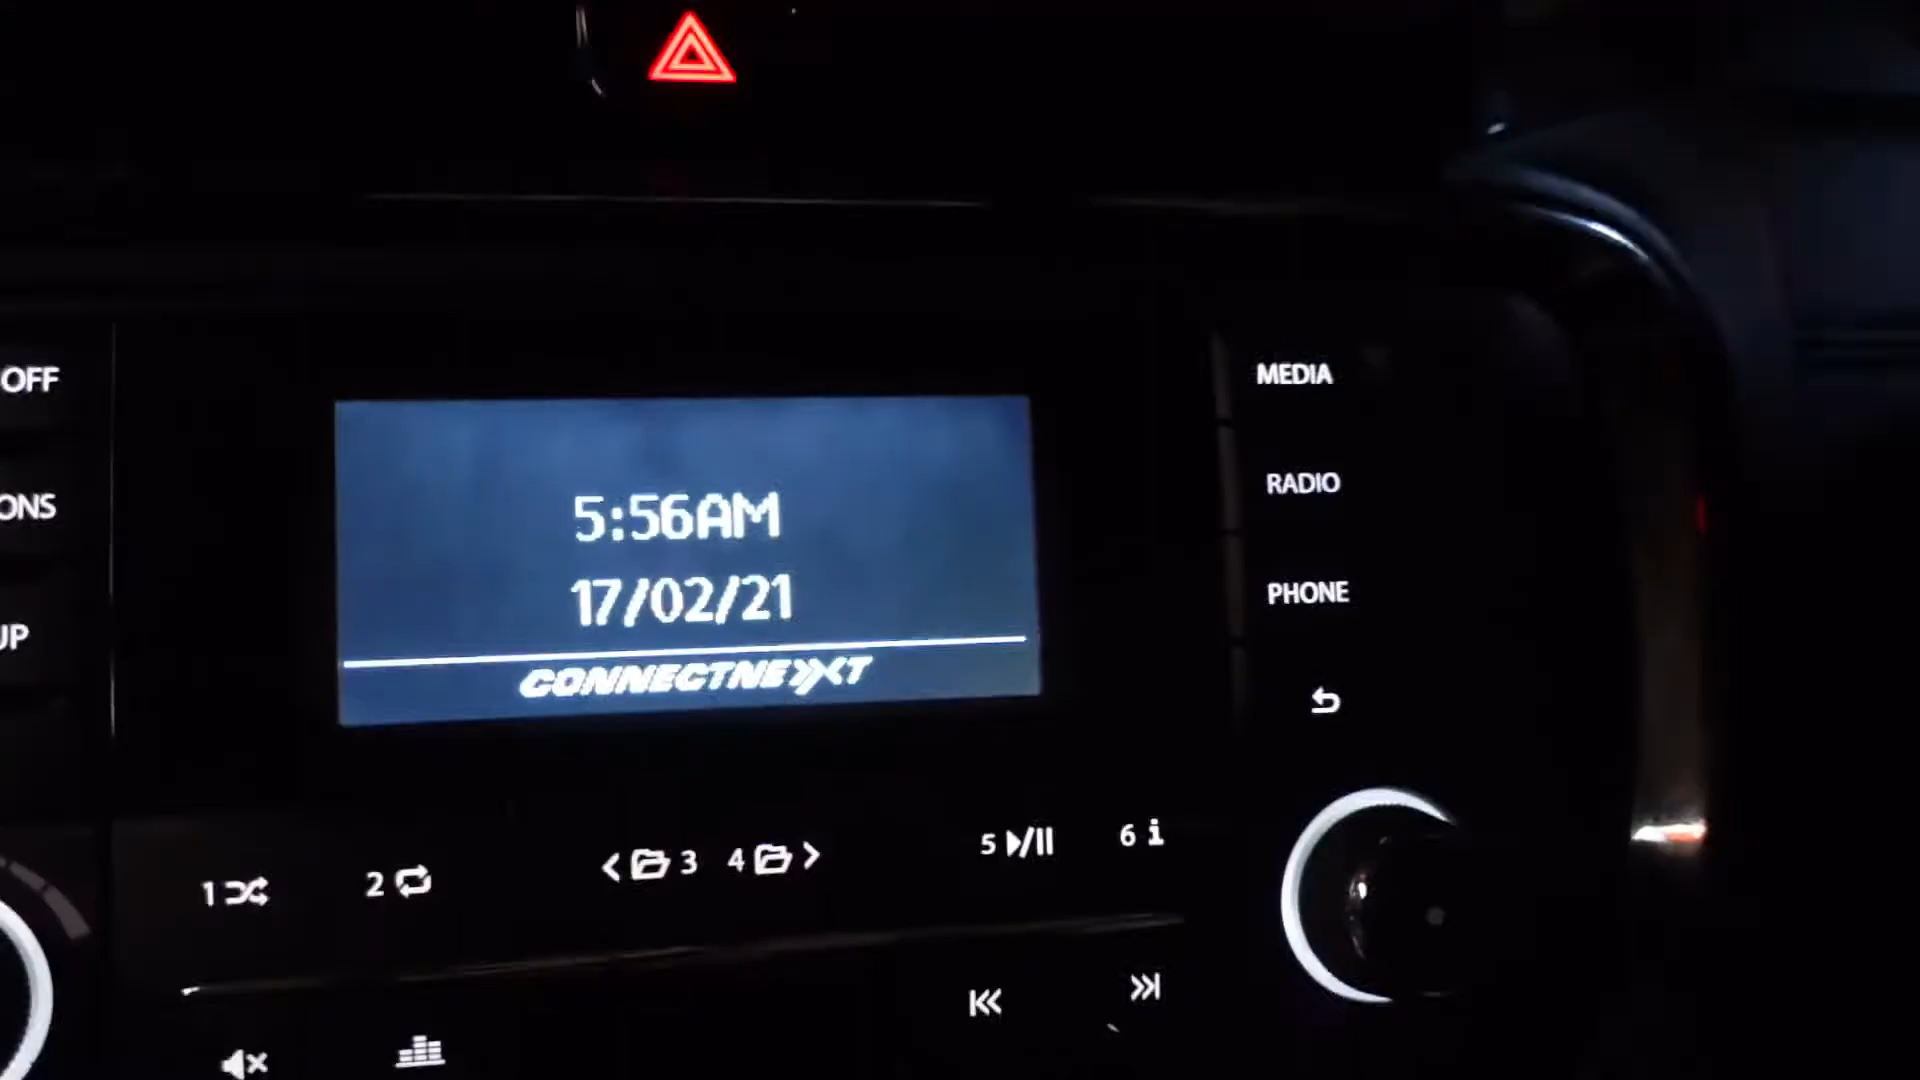 OFF
MEDIA
ONS
RADIO
5:56AM
17/02/21
PHONE
UP
CONNECTNEXT
1
2
3
4
5
6 i